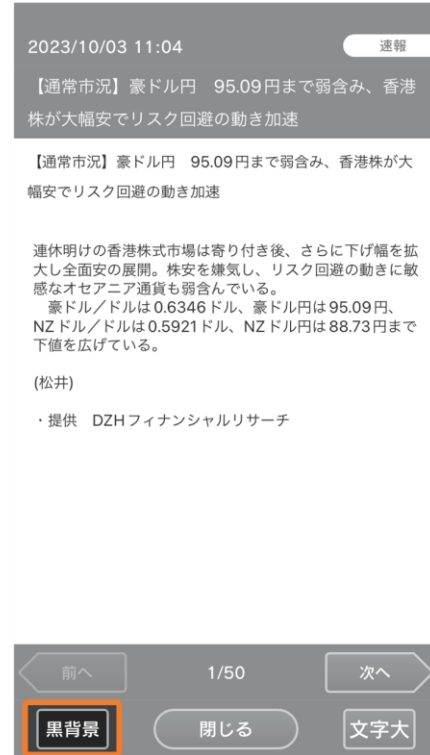 2023/10/03 11:04
速報
【通常市況】豪ドル円　95.09円まで弱含み、香港
株が大幅安でリスク回避の動き加速
【通常市況】豪ドル円　95.09円まで弱含み、香港株が大
幅安でリスク回避の動き加速
連休明けの香港株式市場は寄り付き後、さらに下げ幅を拡
大し全面安の展開。株安を嫌気し、リスク回避の動きに敏
感なオセアニア通貨も弱含んでいる。
　豪ドル／ドルは0.6346ドル、豪ドル円は95.09円、
NZドル／ドルは0.5921ドル、NZドル円は88.73円まで
下値を広げている。
(松井)
・提供　DZHフィナンシャルリサーチ
前へ
1/50
次へ
黒背景
閉じる
文字大